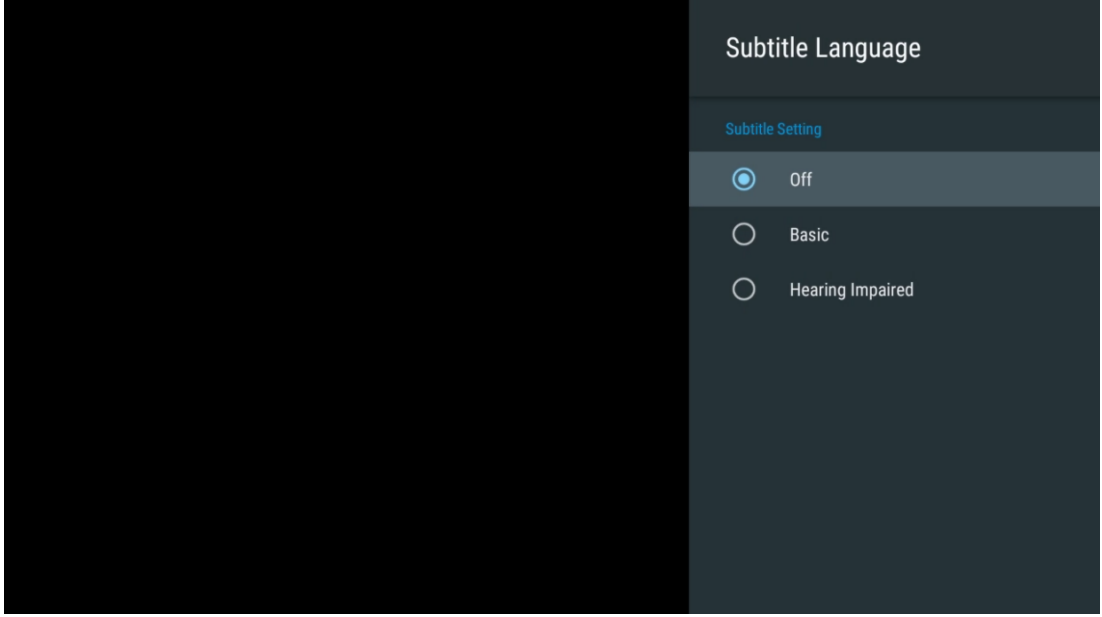 Subtitle Language
Subtitle Setting
Off
Basic
Hearing Impaired